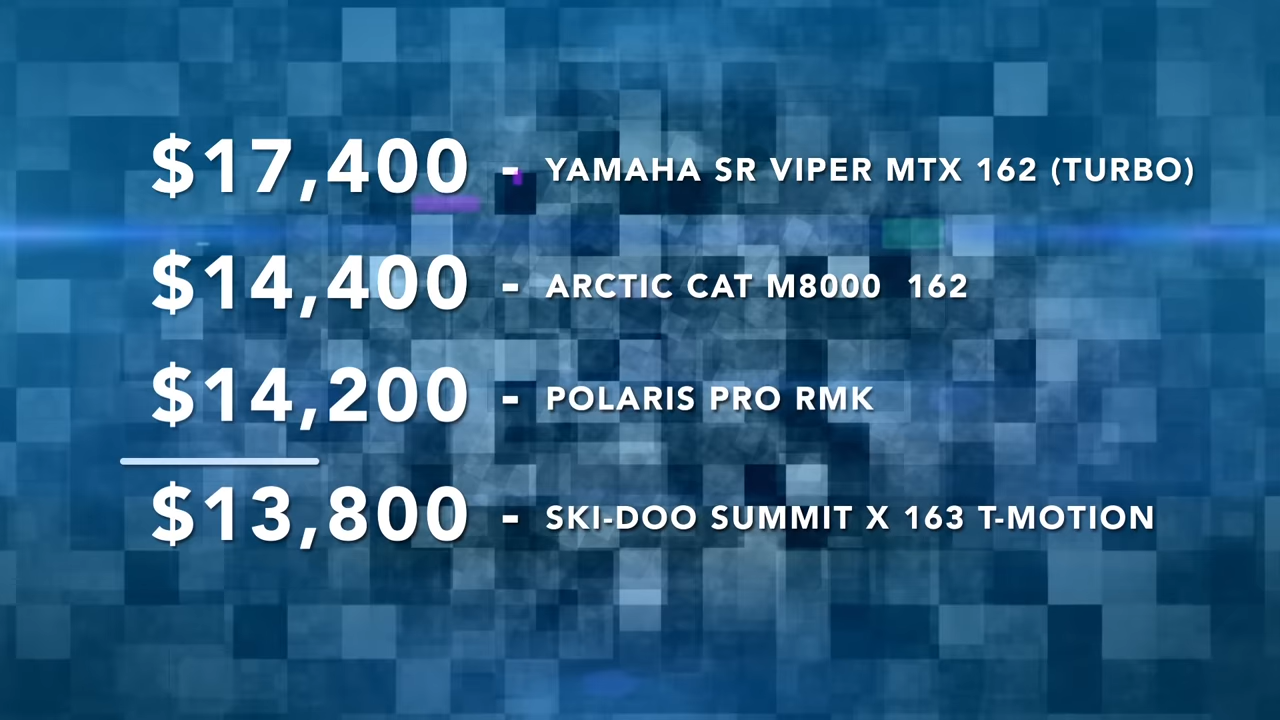 $17,400 - YAMAHA SR VIPER MTX 162 (TURBO)
$14,400 - ARCTIC CAT M8000  162
$14,200 - POLARIS PRO RMK
$13,800 - SKI-DOO SUMMIT X 163 T-MOTION